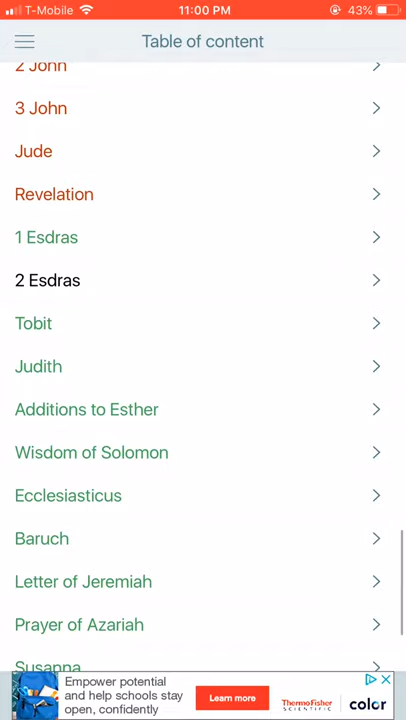 T-Mobile 11:00 PM 43%
Table of content
2 John
3 John
Jude
Revelation
1 Esdras
2 Esdras
Tobit
Judith
Additions to Esther
Wisdom of Solomon
Ecclesiasticus
Baruch
Letter of Jeremiah
Prayer of Azariah
Susanna
Empower potential
and help schools stay
open, confidently
Learn more
ThermoFisher
SCIENTIFIC
color